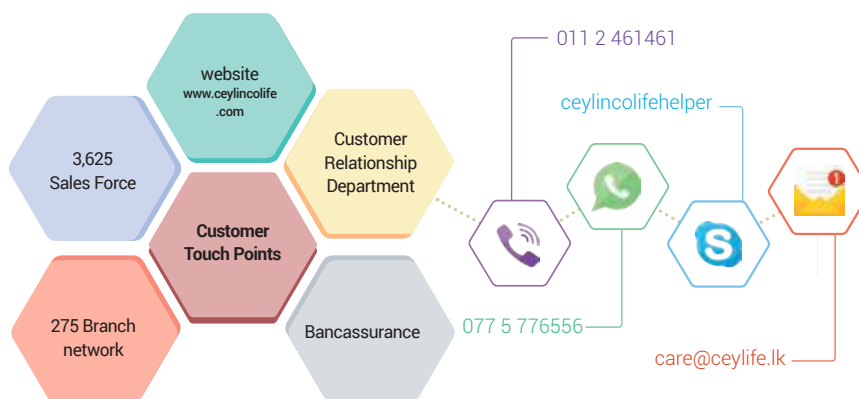 website
www.ceylincolife
.com
3,625
Sales Force
Customer
Relationship
Department
Customer
Touch Points
275 Branch
network
Bancassurance
011 2 461461
ceylincolifehelper
077 5 776556
care@ceylife.lk
S
1